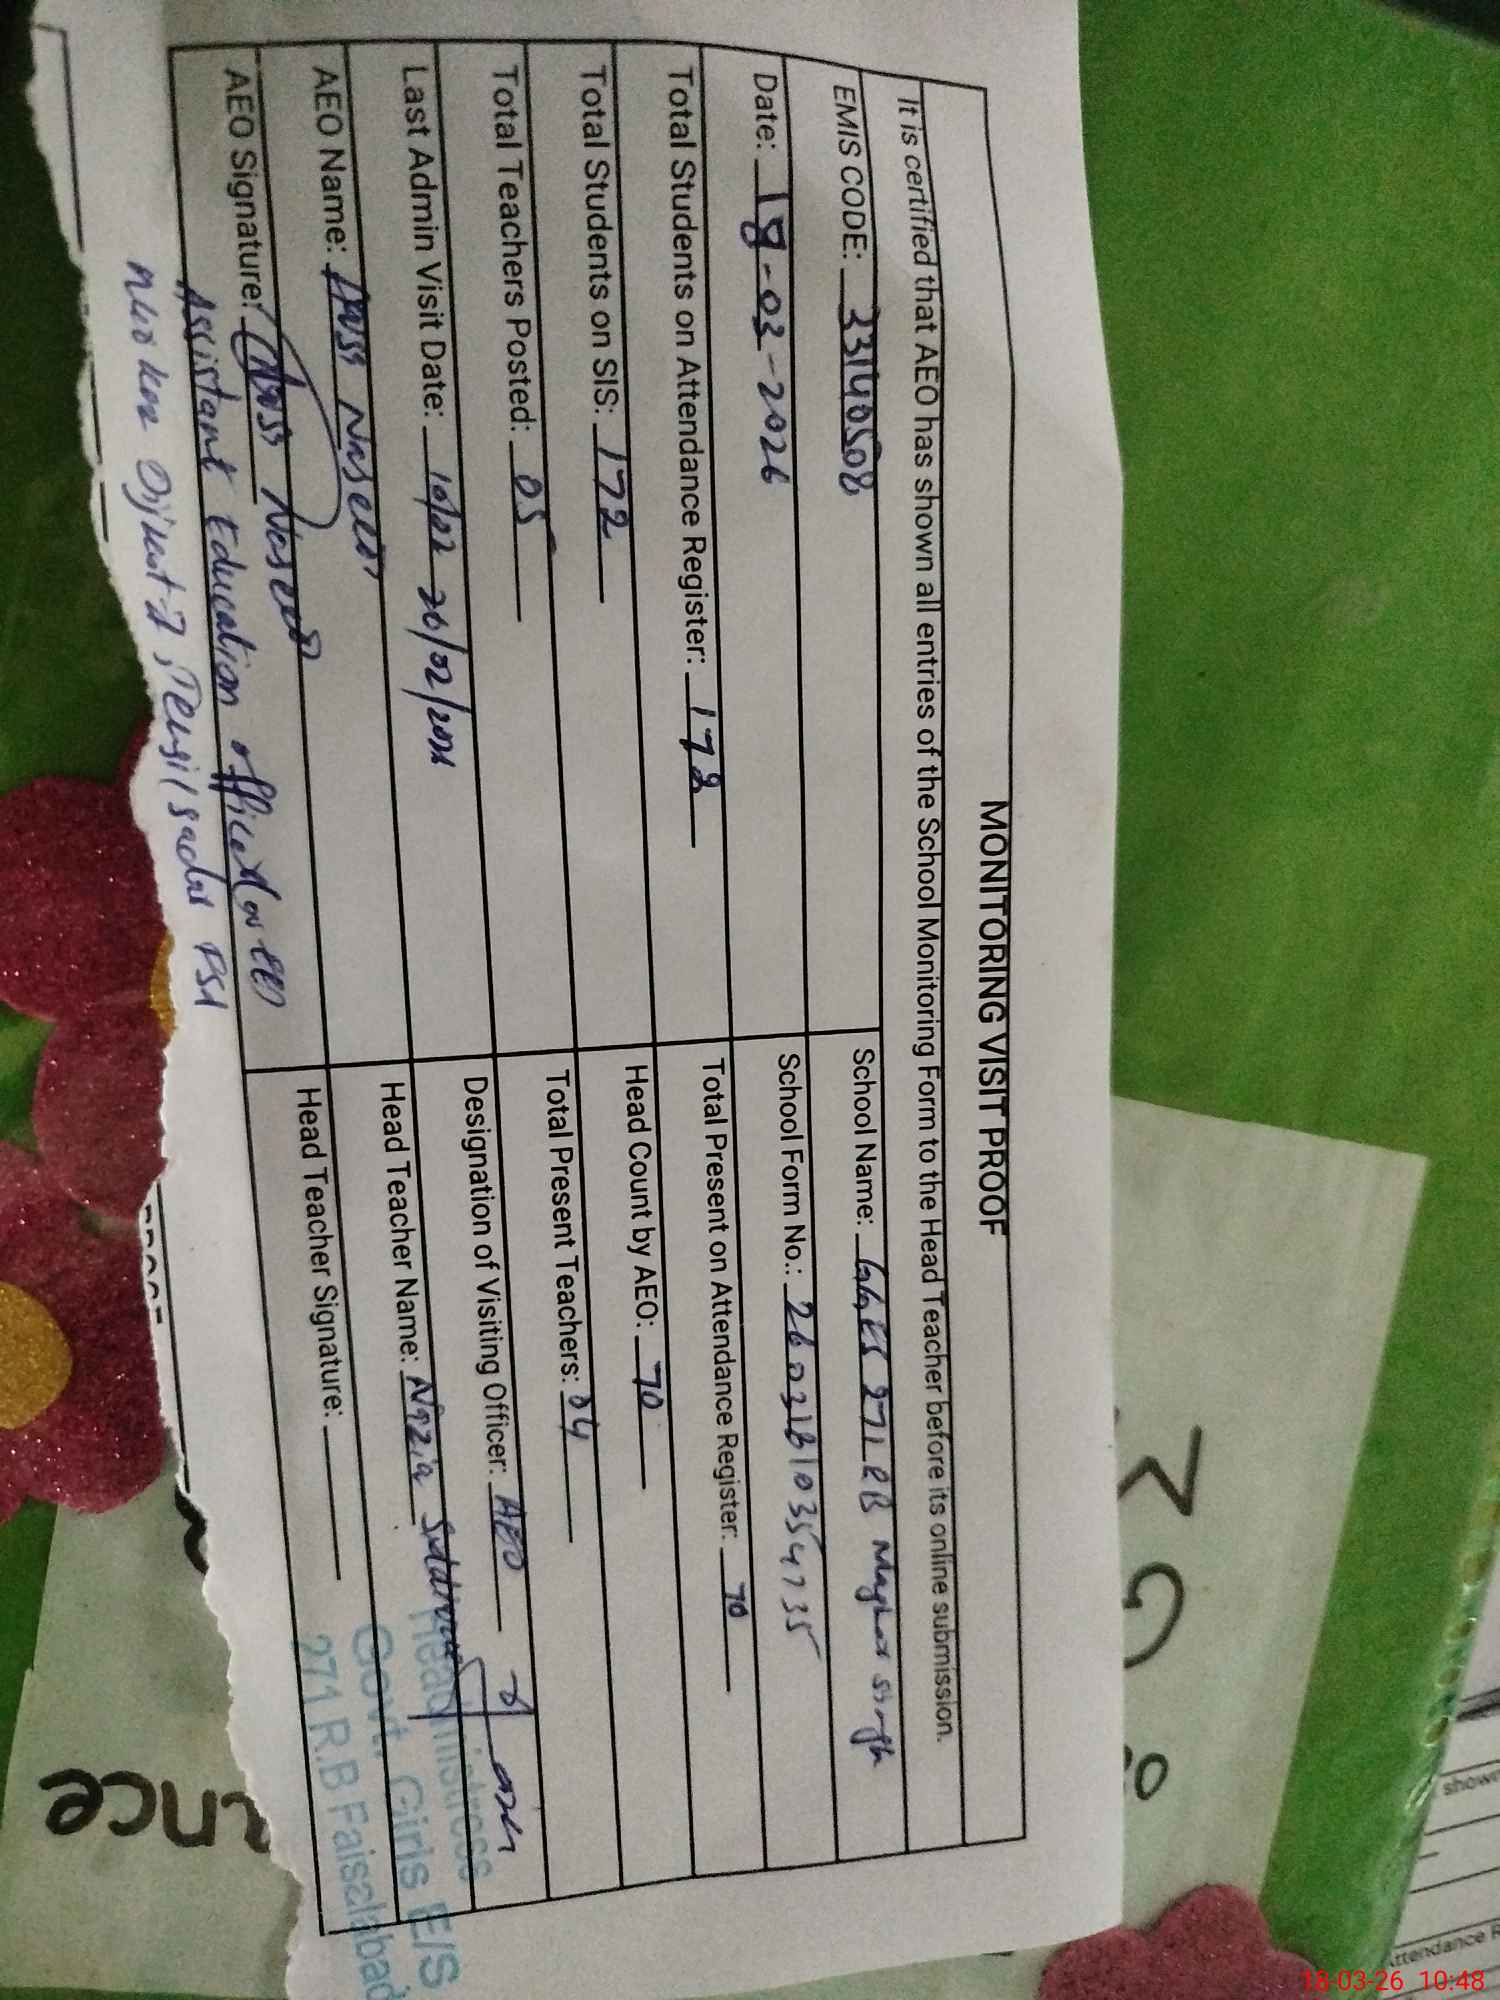 MONITORING VISIT PROOF
It is certified that AEO has shown all entries of the School Monitoring Form to the Head Teacher before its online submission.
EMIS CODE: 33140508
School Name: GGES 271 RB
Date: 18-03-2026
School Form No.: 26031810354735
Total Students on Attendance Register: 172
Total Present on Attendance Register: 70
Total Students on SIS: 172
Head Count by AEO: 70
Total Teachers Posted: 05
Total Present Teachers: 04
Last Admin Visit Date: 20/02/2026
Designation of Visiting Officer: AEO
AEO Name:
Head Teacher Name: Nazia
AEO Signature:
Head Teacher Signature:
Assistant Education officer
Headmistress
Govt. Girls E/S
271 R.B Faisalabad
shown
ttendance R
18-03-26 10:48